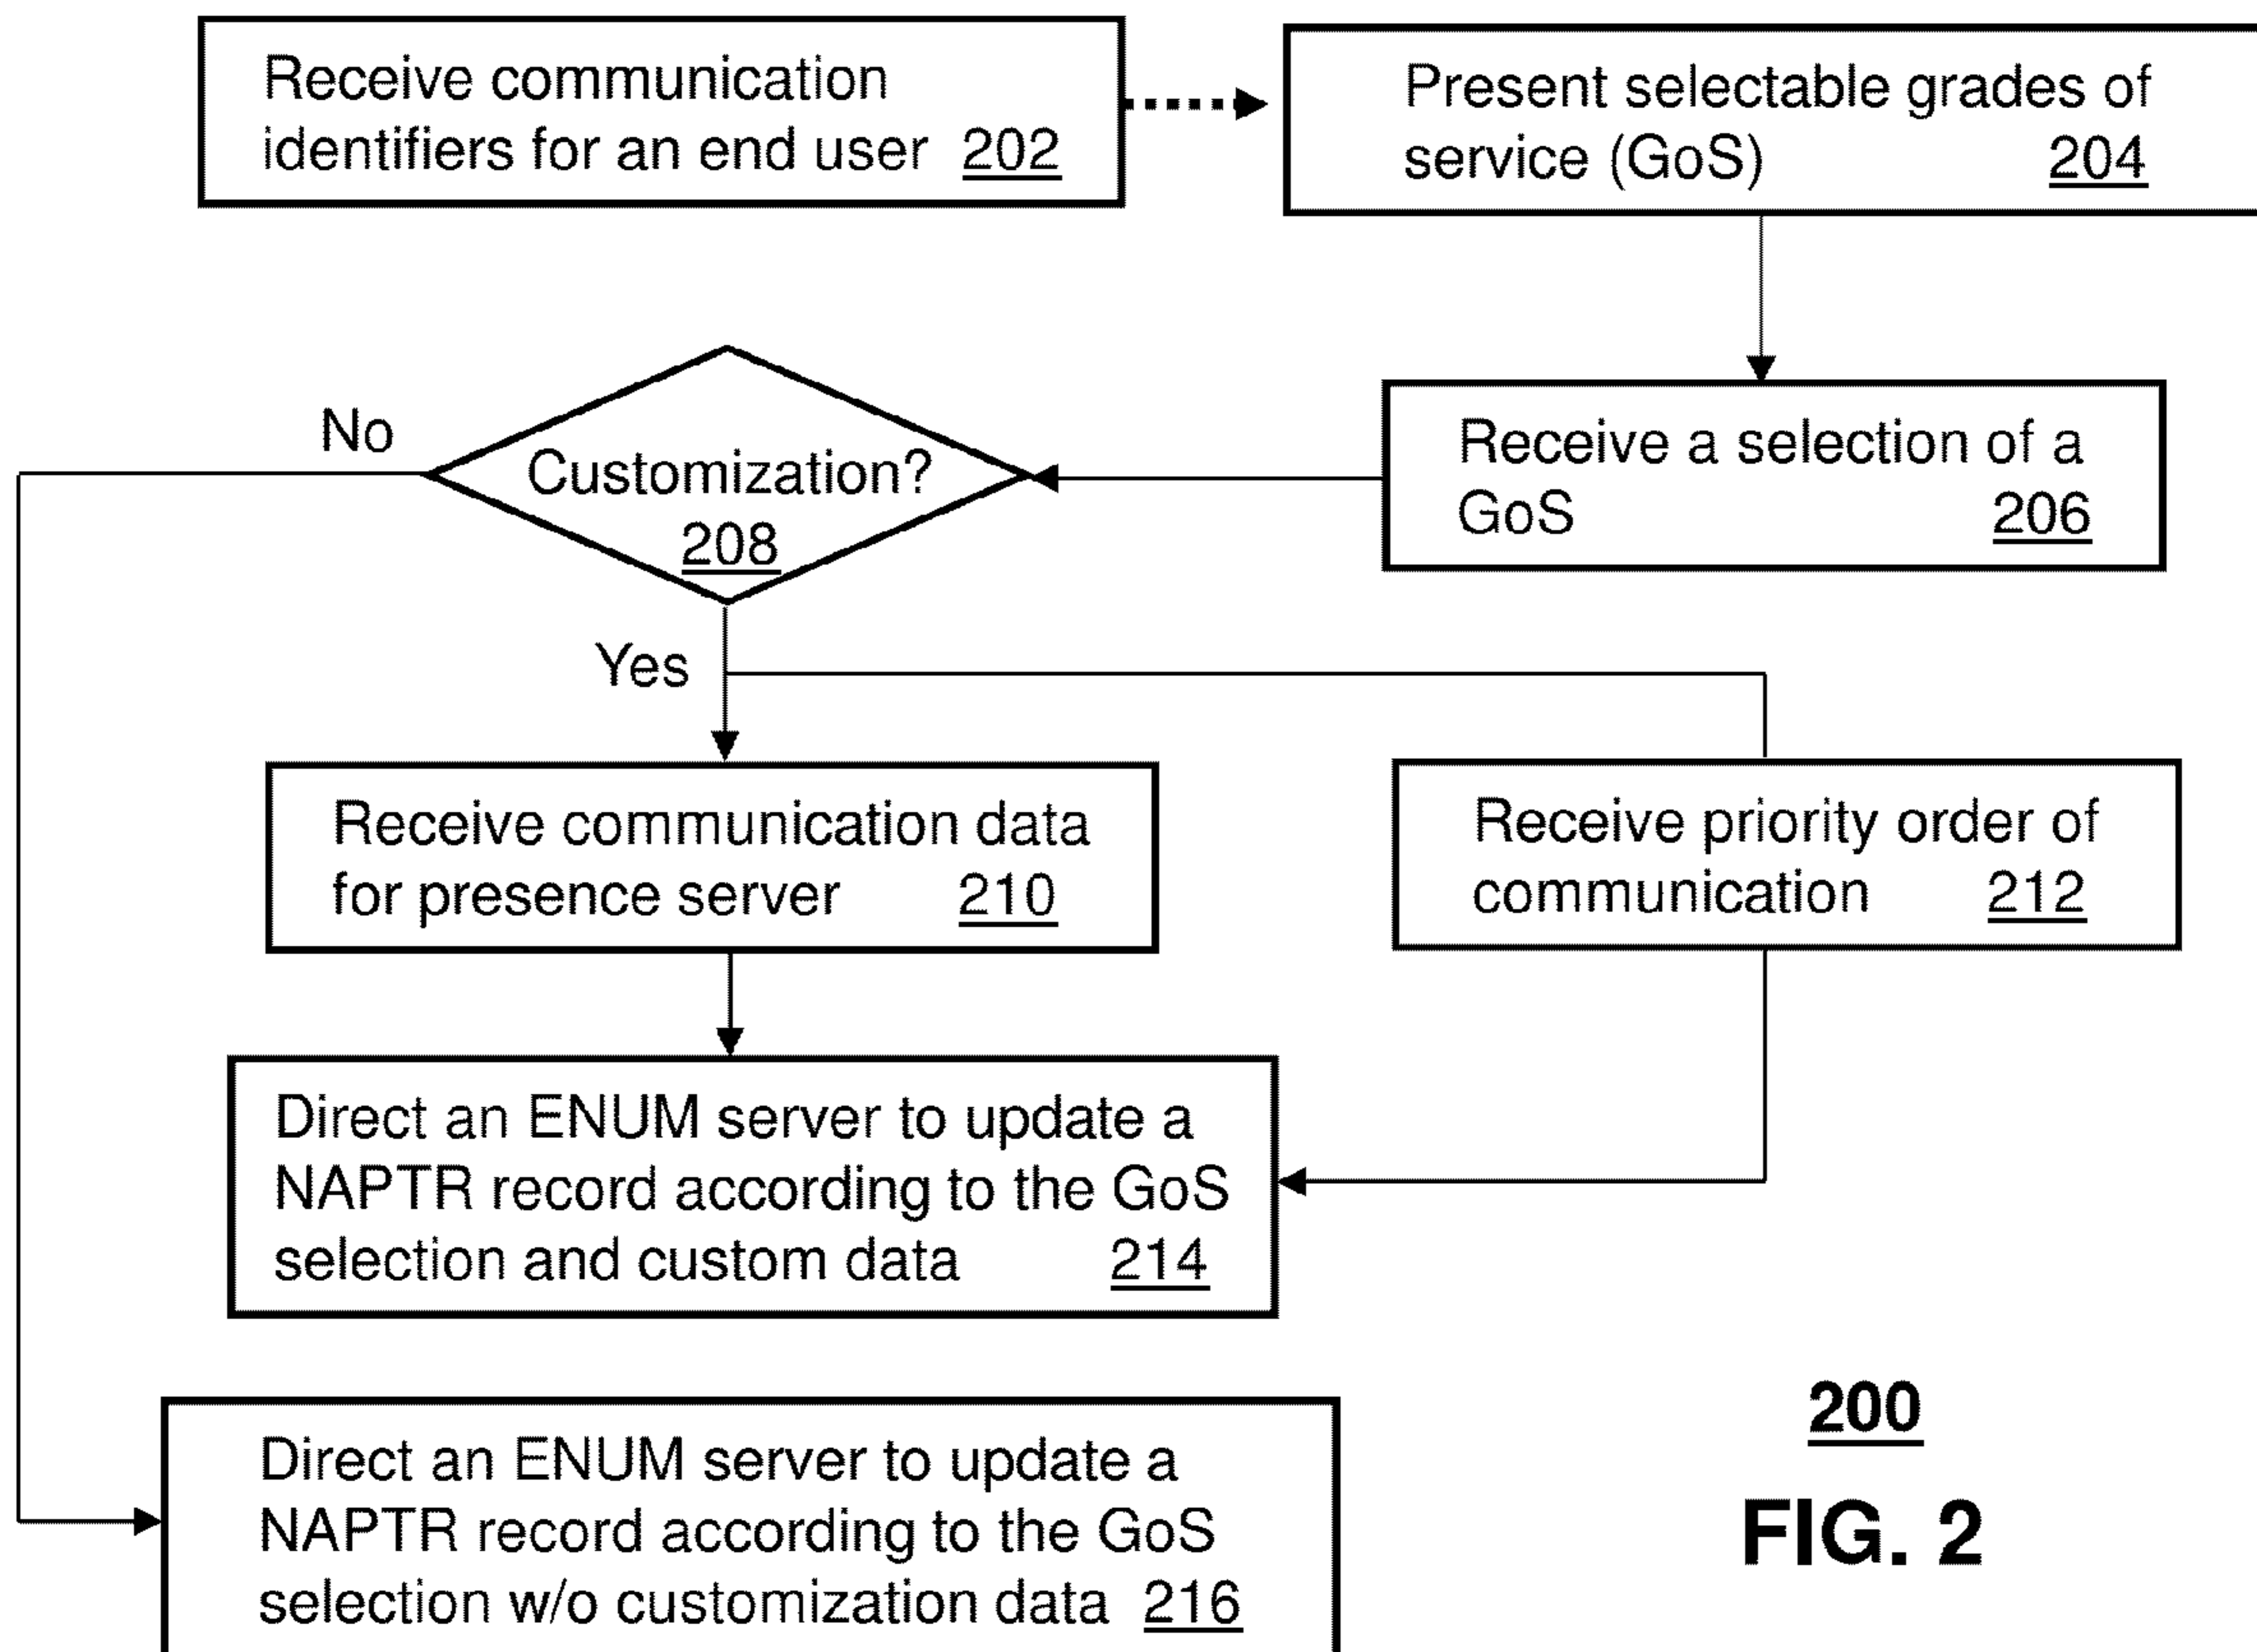 Receive communication
identifiers for an end user 202
Present selectable grades of
service (GoS) 204
Receive a selection of a
GoS 206
Customization?
208
No
Yes
Receive communication data
for presence server 210
Receive priority order of
communication 212
Direct an ENUM server to update a
NAPTR record according to the GoS
selection and custom data 214
Direct an ENUM server to update a
NAPTR record according to the GoS
selection w/o customization data 216
200
FIG. 2